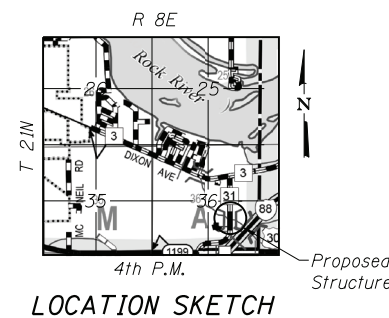 R 8E
T 21N
Rock River
26
25
3
DIXON AVE
3
MC NEIL RD
35
36
31
88
M A
30
1199
4th P.M.
Proposed
Structure
LOCATION SKETCH
N